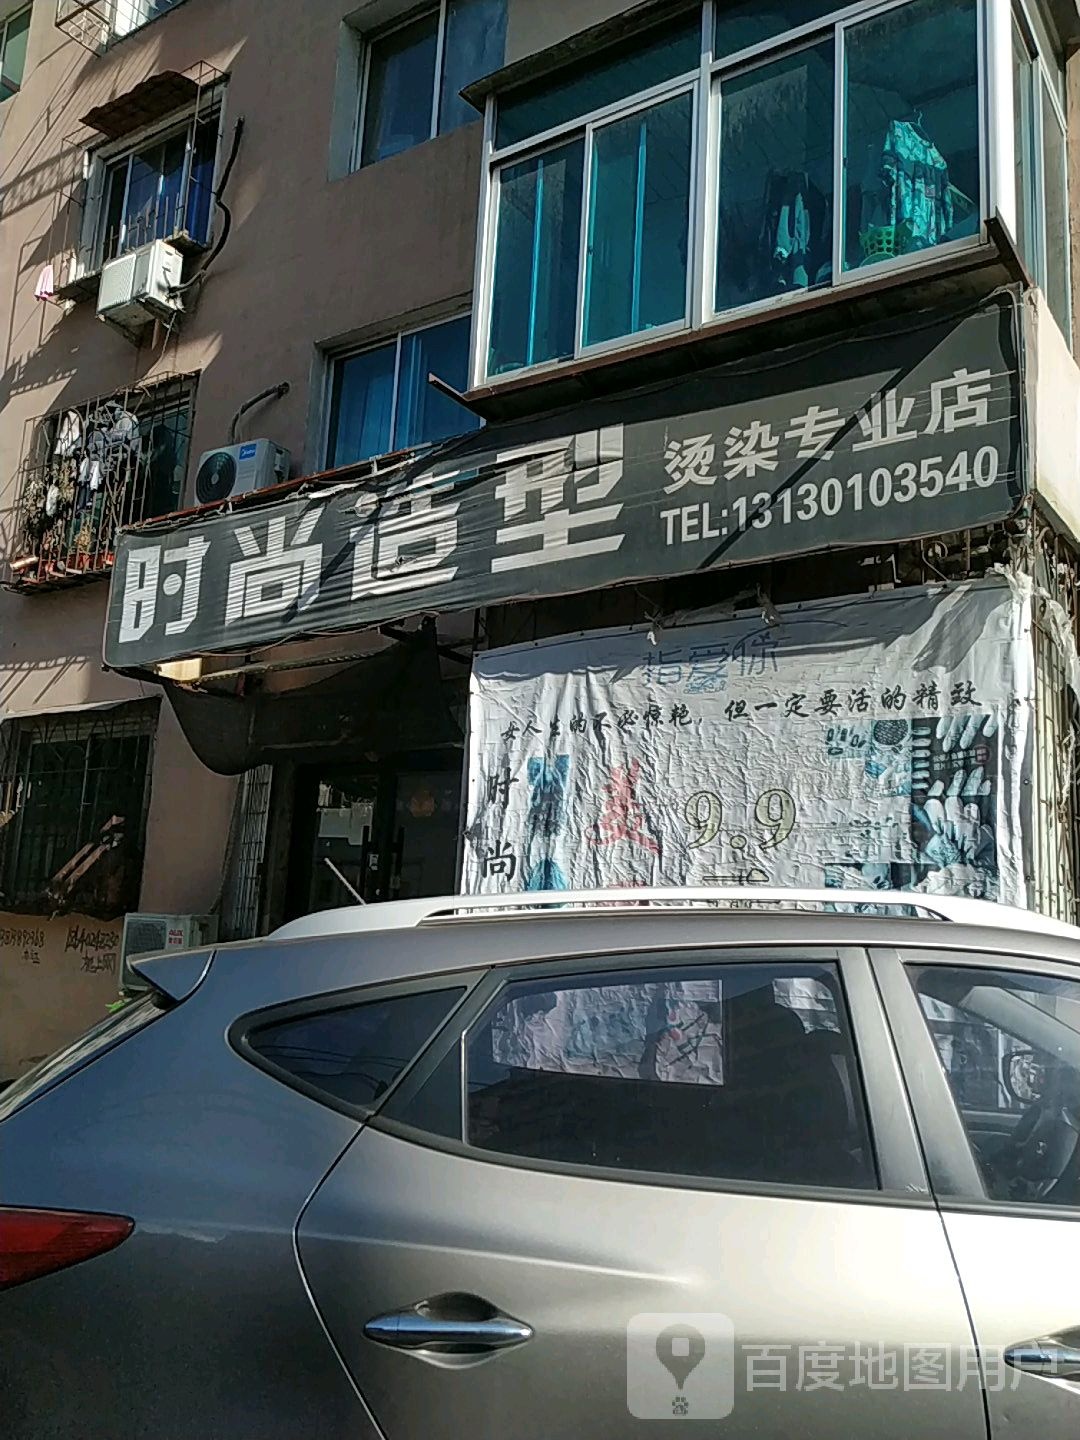 时尚造型
烫染专业店
TEL:13130103540
指爱你
女人生的不必惊艳，但一定要活的精致
时尚
美
9.9
百度地图用户